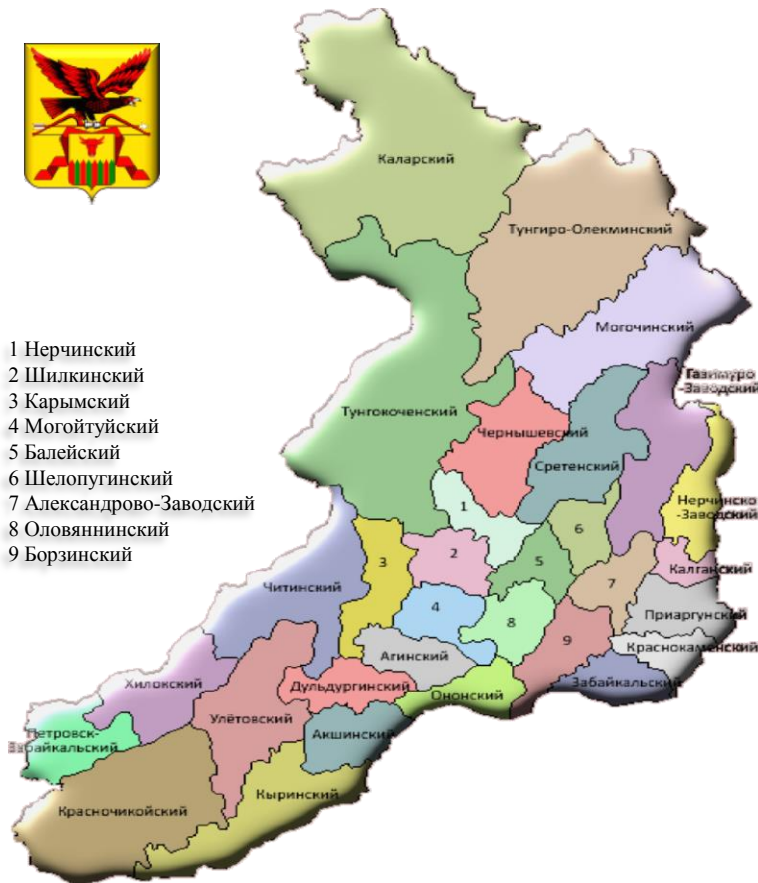 Каларский
Тунгиро-Олекминский
Могочинский
1 Нерчинский
2 Шилкинский
3 Карымский
4 Могойтуйский
5 Балейский
6 Шелопугинский
7 Александрово-Заводский
8 Оловяннинский
9 Борзинский
Газимуро
-Заводский
Тунгокоченский
Чернышевский
Сретенский
Нерчинско
-Заводский
1
6
2
3
5
7
Калганский
Читинский
4
8
9
Приаргунский
Краснокаменский
Агинский
Забайкальский
Хилокский
Дульдургинский
Ононский
Улётовский
Петровск-
Забайкальский
Акшинский
Кыринский
Красночикойский